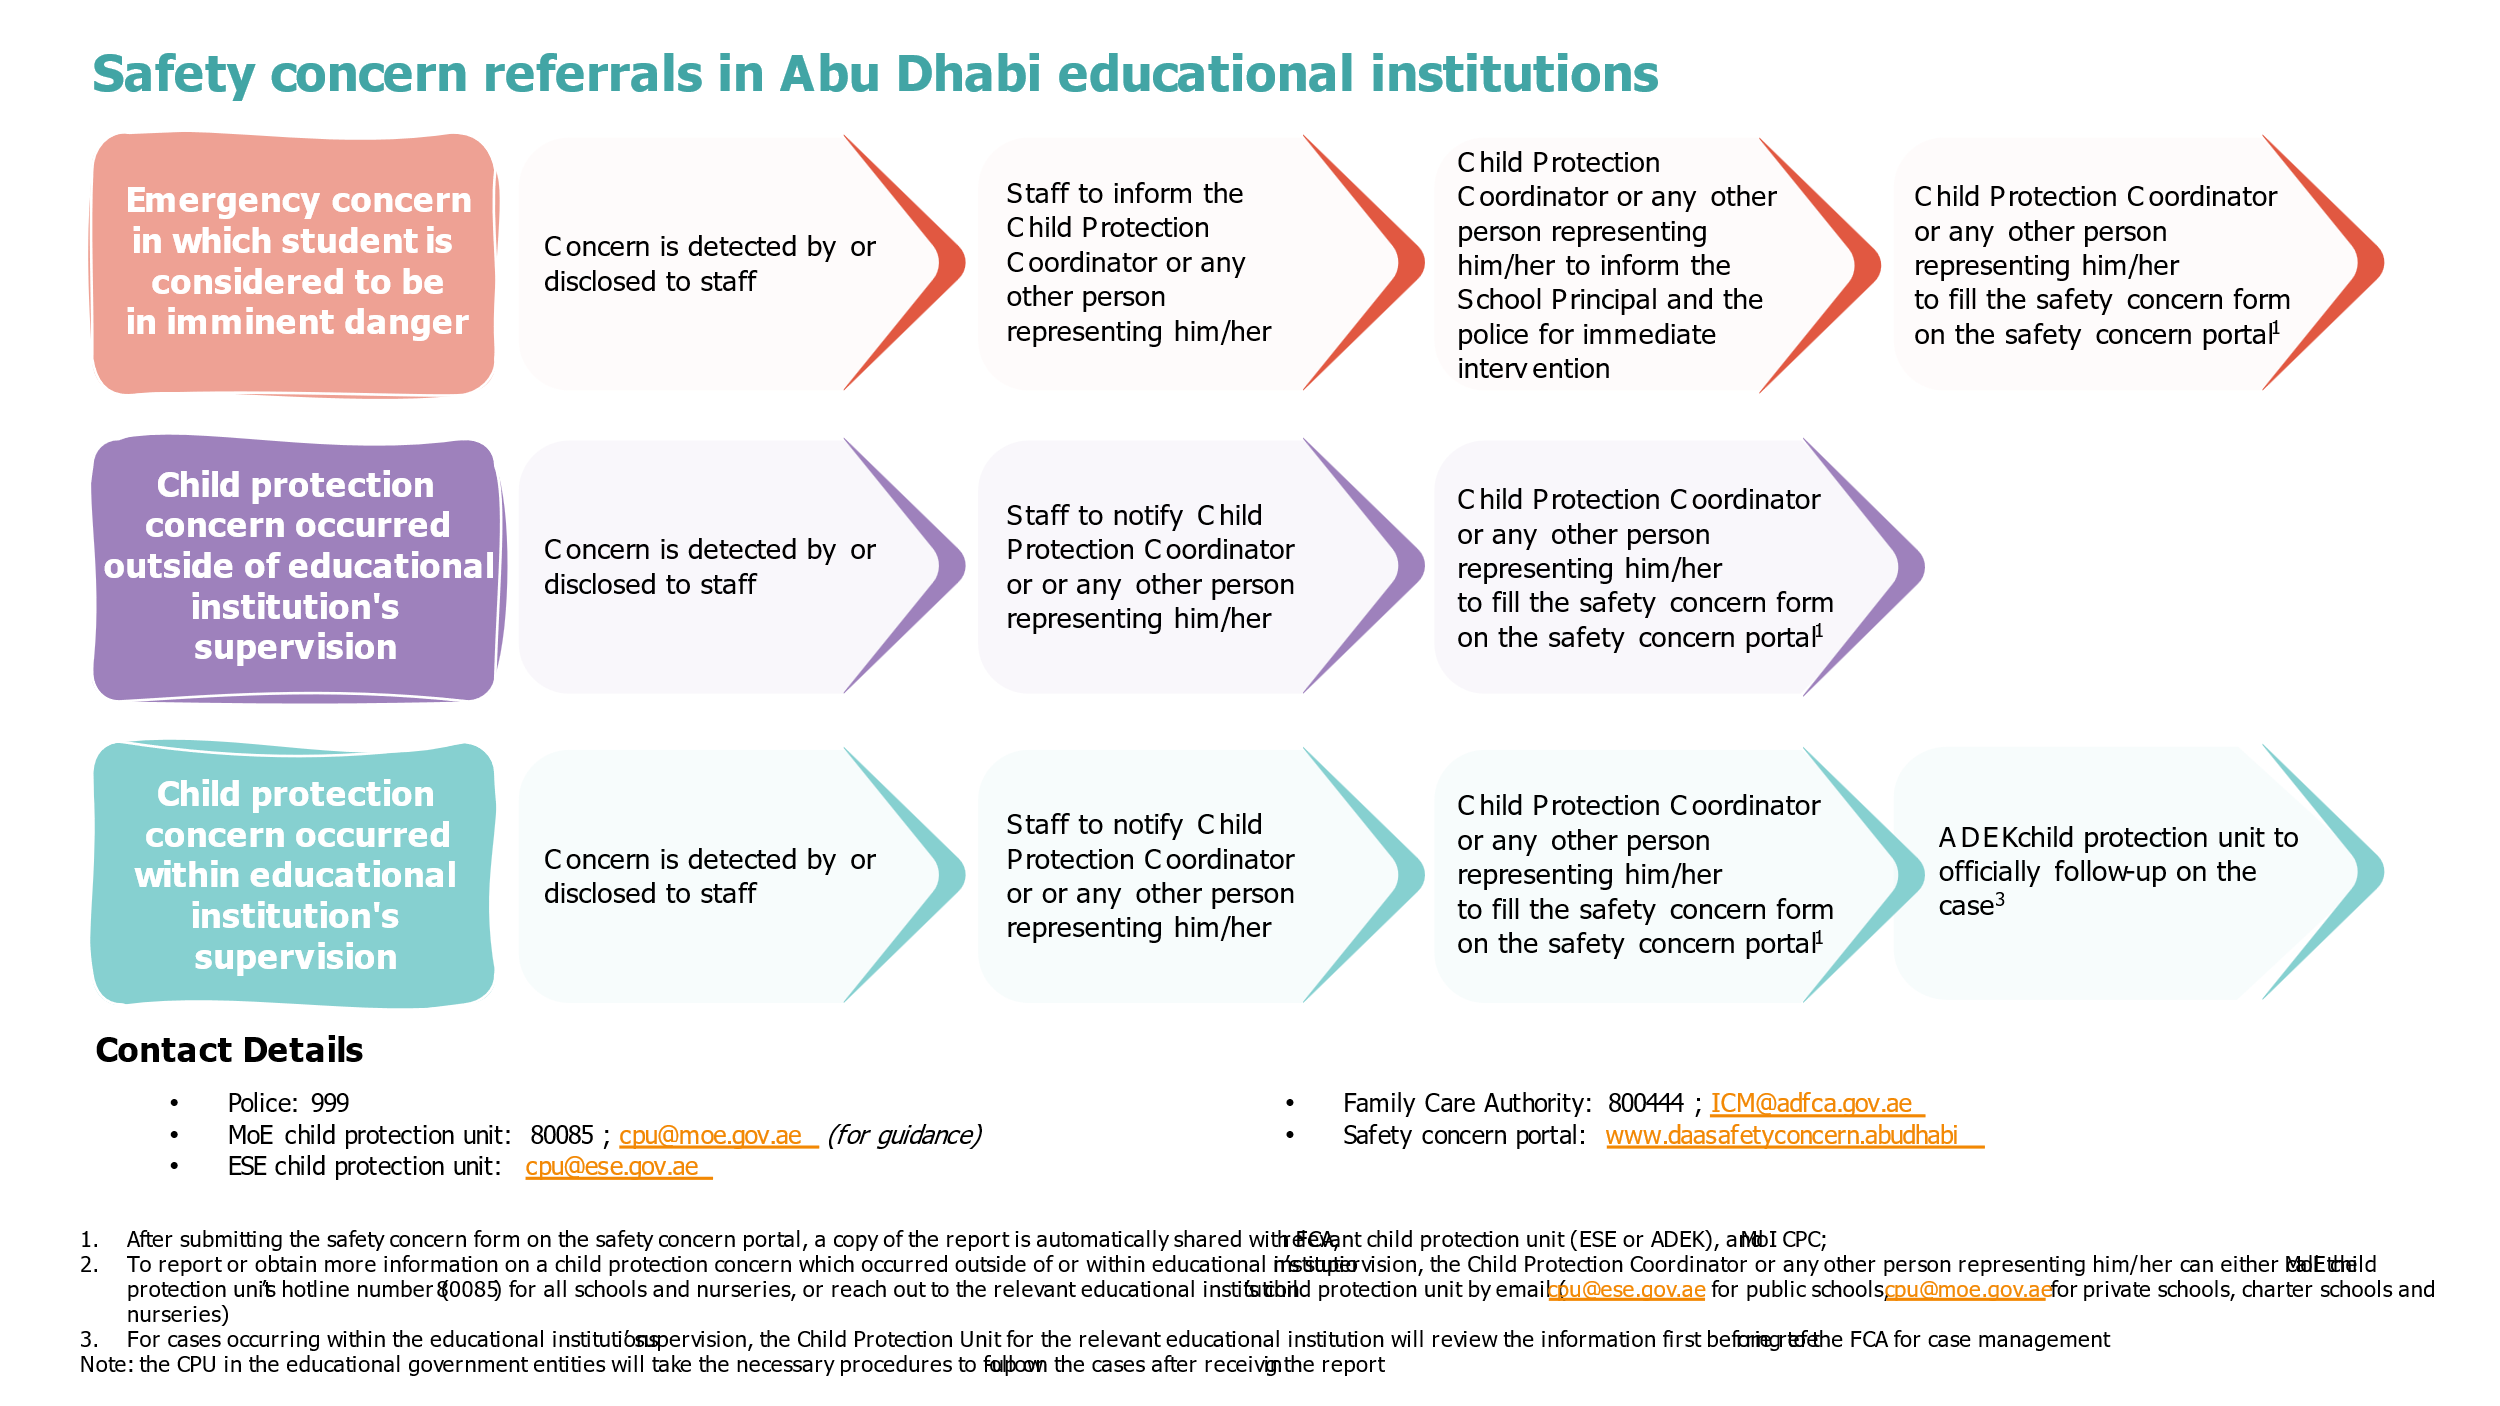 Safety concern referrals in Abu Dhabi educational institutions
Emergency concern
in which student is
considered to be
in imminent danger
Concern is detected by or
disclosed to staff
Staff to inform the
Child Protection
Coordinator or any
other person
representing him/her
Child Protection
Coordinator or any other
person representing
him/her to inform the
School Principal and the
police for immediate
intervention
Child Protection Coordinator
or any other person
representing him/her
to fill the safety concern form
on the safety concern portal¹
Child protection
concern occurred
outside of educational
institution's
supervision
Concern is detected by or
disclosed to staff
Staff to notify Child
Protection Coordinator
or or any other person
representing him/her
Child Protection Coordinator
or any other person
representing him/her
to fill the safety concern form
on the safety concern portal¹
Child protection
concern occurred
within educational
institution's
supervision
Concern is detected by or
disclosed to staff
Staff to notify Child
Protection Coordinator
or or any other person
representing him/her
Child Protection Coordinator
or any other person
representing him/her
to fill the safety concern form
on the safety concern portal¹
ADEK child protection unit to
officially follow-up on the
case³
Contact Details
• Police: 999
• MoE child protection unit: 80085 ; cpu@moe.gov.ae (for guidance)
• ESE child protection unit: cpu@ese.gov.ae
• Family Care Authority: 800444 ; ICM@adfca.gov.ae
• Safety concern portal: www.daasafetyconcern.abudhabi
1. After submitting the safety concern form on the safety concern portal, a copy of the report is automatically shared with FCA, relevant child protection unit (ESE or ADEK), and MoI CPC;
2. To report or obtain more information on a child protection concern which occurred outside of or within educational institution's supervision, the Child Protection Coordinator or any other person representing him/her can either call the MoE child
protection unit's hotline number (80085) for all schools and nurseries, or reach out to the relevant educational institution's child protection unit by email (cpu@ese.gov.ae for public schools, cpu@moe.gov.ae for private schools, charter schools and
nurseries)
3. For cases occurring within the educational institution's supervision, the Child Protection Unit for the relevant educational institution will review the information first before referring to the FCA for case management
Note: the CPU in the educational government entities will take the necessary procedures to follow up on the cases after receiving the report